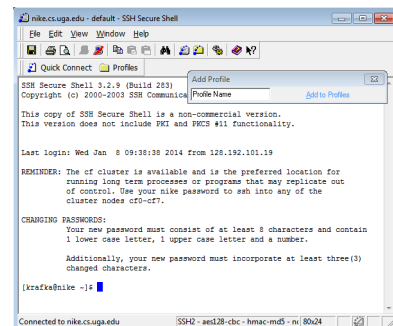 nike.cs.uga.edu - default - SSH Secure Shell
File Edit View Window Help
Quick Connect Profiles
Add Profile
Profile Name Add to Profiles
SSH Secure Shell 3.2.9 (Build 283)
Copyright (c) 2000-2003 SSH Communica
This copy of SSH Secure Shell is a non-commercial version.
This version does not include PKI and PKCS #11 functionality.
Last login: Wed Jan 8 09:38:38 2014 from 128.192.101.19
REMINDER: The cf cluster is available and is the preferred location for
running long term processes or programs that may replicate out
of control. Use your nike password to ssh into any of the
cluster nodes cf0-cf7.
CHANGING PASSWORDS:
Your new password must consist of at least 8 characters and contain
1 lower case letter, 1 upper case letter and a number.
Additionally, your new password must incorporate at least three(3)
changed characters.
[krafka@nike ~]$
Connected to nike.cs.uga.edu SSH2 - aes128-cbc - hmac-md5 - nc 80x24